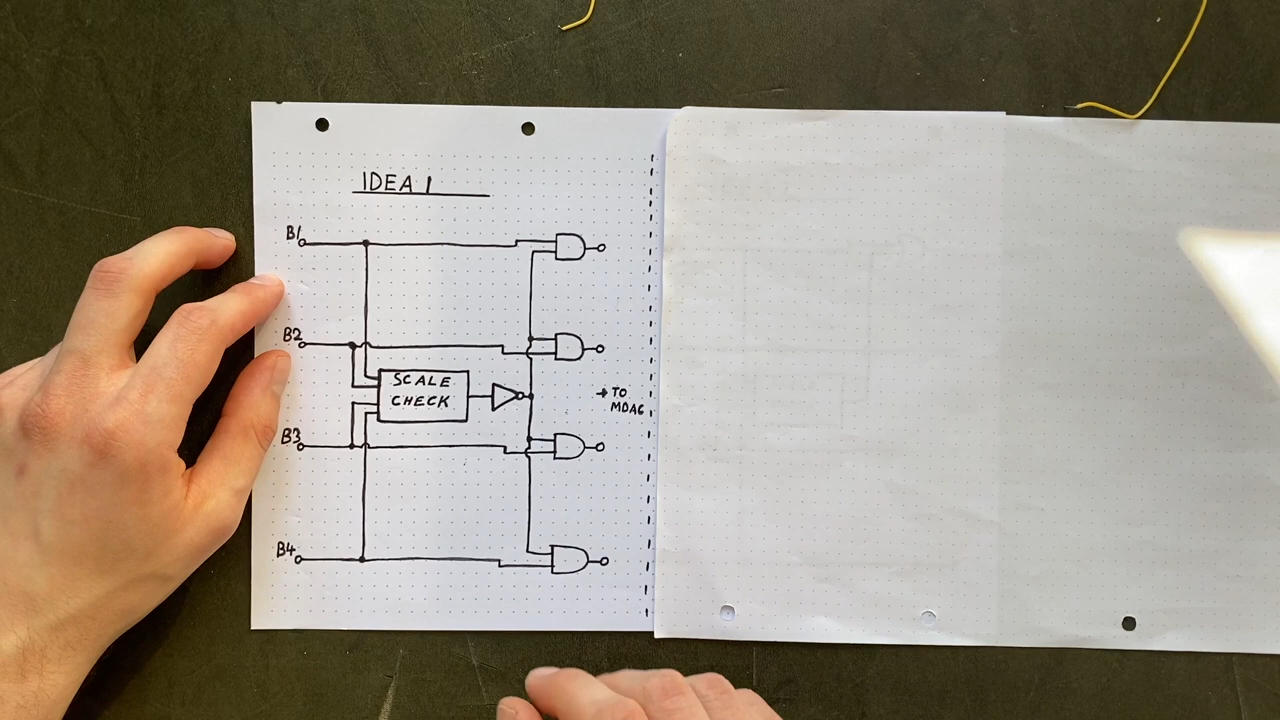 IDEA 1
B1
B2
SCALE
CHECK
→ TO
MDAC
B3
B4